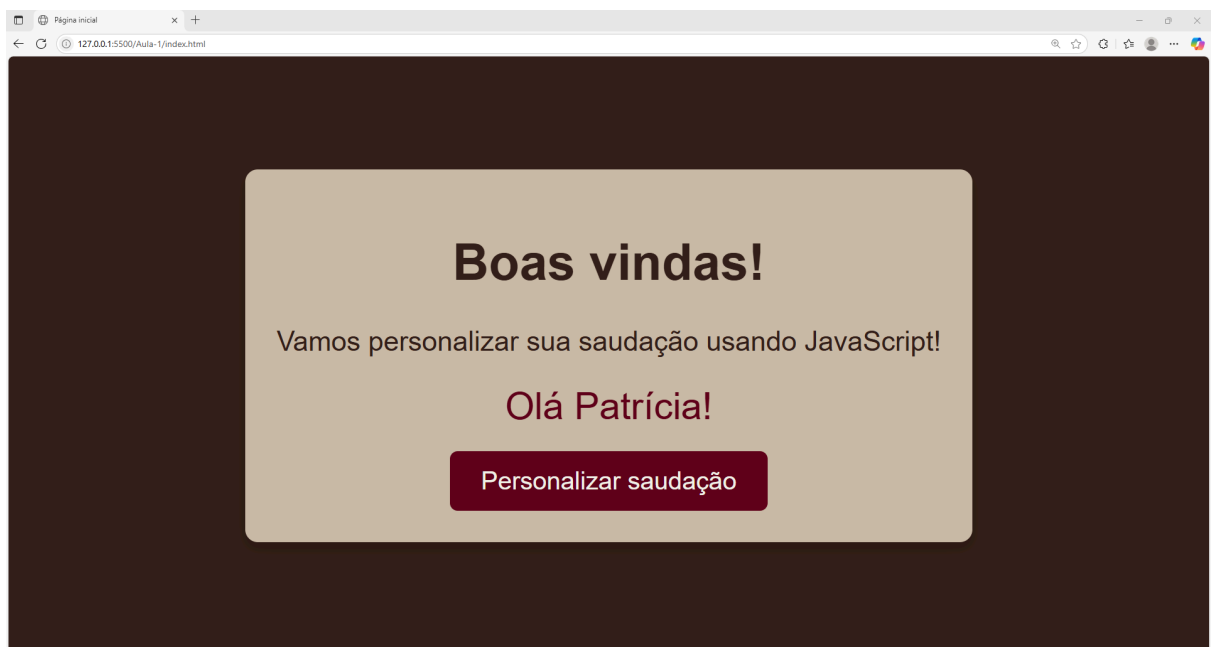 Página inicial
127.0.0.1:5500/Aula-1/index.html
Boas vindas!
Vamos personalizar sua saudação usando JavaScript!
Olá Patrícia!
Personalizar saudação